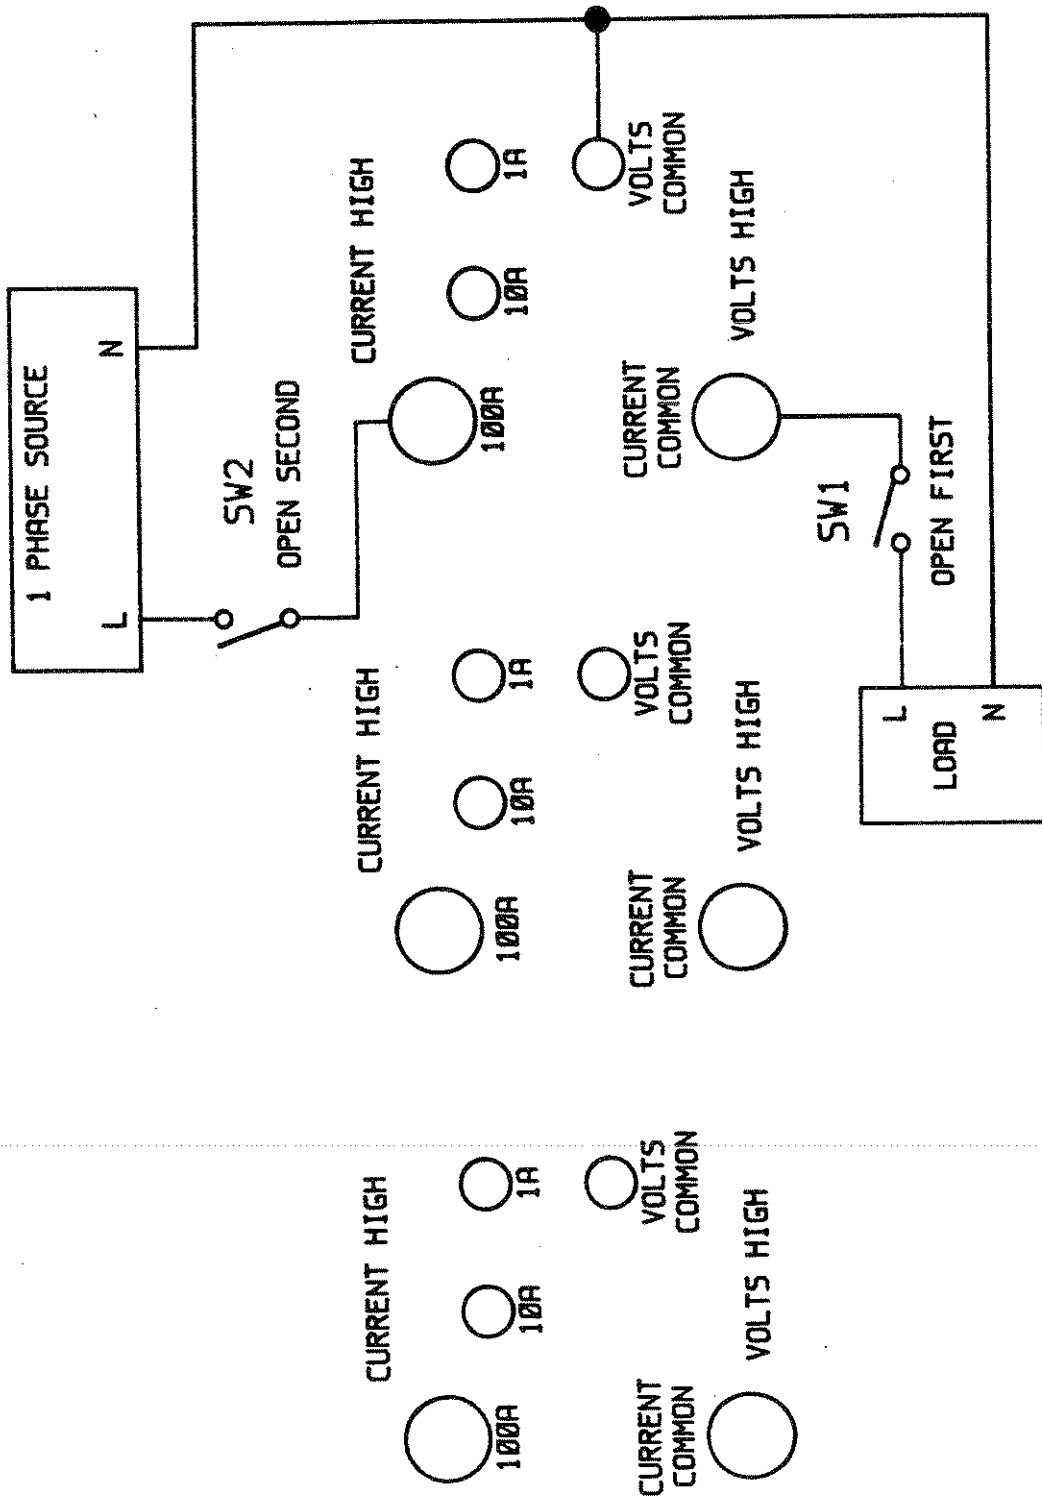 1 PHASE SOURCE
L
N
SW2
OPEN SECOND
CURRENT HIGH
CURRENT HIGH
CURRENT HIGH
100A
10A
1A
100A
10A
1A
100A
10A
1A
CURRENT
COMMON
VOLTS
COMMON
CURRENT
COMMON
VOLTS
COMMON
CURRENT
COMMON
VOLTS
COMMON
VOLTS HIGH
VOLTS HIGH
VOLTS HIGH
SW1
OPEN FIRST
L
LOAD
N